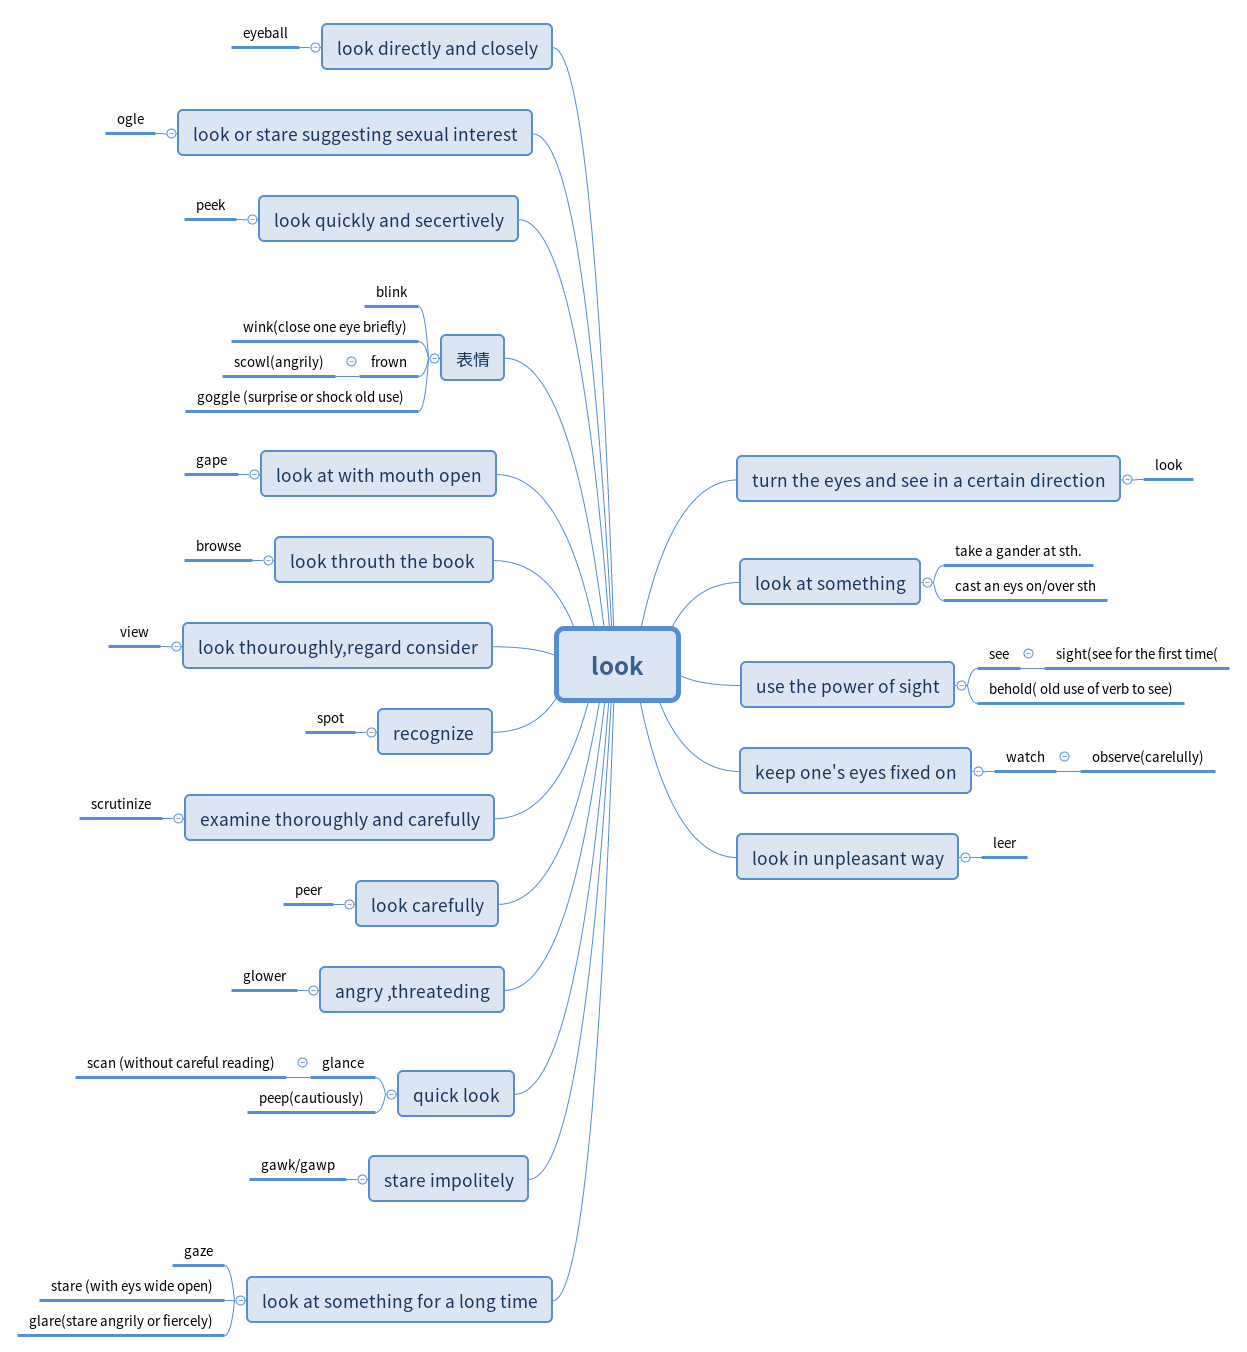 look
turn the eyes and see in a certain direction
look
look at something
take a gander at sth.
cast an eys on/over sth
use the power of sight
see
sight(see for the first time(
behold( old use of verb to see)
keep one's eyes fixed on
watch
observe(carelully)
look in unpleasant way
leer
look directly and closely
eyeball
look or stare suggesting sexual interest
ogle
look quickly and secertively
peek
表情
blink
wink(close one eye briefly)
frown
scowl(angrily)
goggle (surprise or shock old use)
look at with mouth open
gape
look throuth the book
browse
look thouroughly,regard consider
view
recognize
spot
examine thoroughly and carefully
scrutinize
look carefully
peer
angry ,threateding
glower
quick look
glance
scan (without careful reading)
peep(cautiously)
stare impolitely
gawk/gawp
look at something for a long time
gaze
stare (with eys wide open)
glare(stare angrily or fiercely)